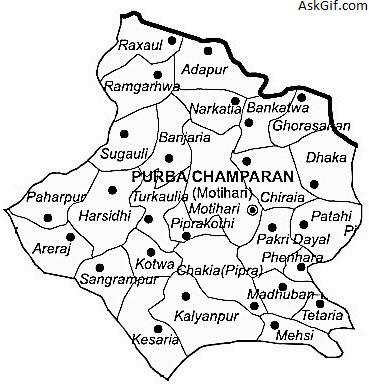 AskGif.com
Raxaul
Adapur
Ramgarhwa
Narkatia
Bankatwa
Ghorasahan
Banjaria
Sugauli
Dhaka
PURBA CHAMPARAN
(Motihari)
Paharpur
Harsidhi
Turkaulia
Motihari
Chiraia
Piprakothi
Patahi
Pakri Dayal
Pi
Areraj
Kotwa
Phenhara
Sangrampur
Chakia(Pipra)
Madhuban
Kalyanpur
Tetaria
Kesaria
Mehsi